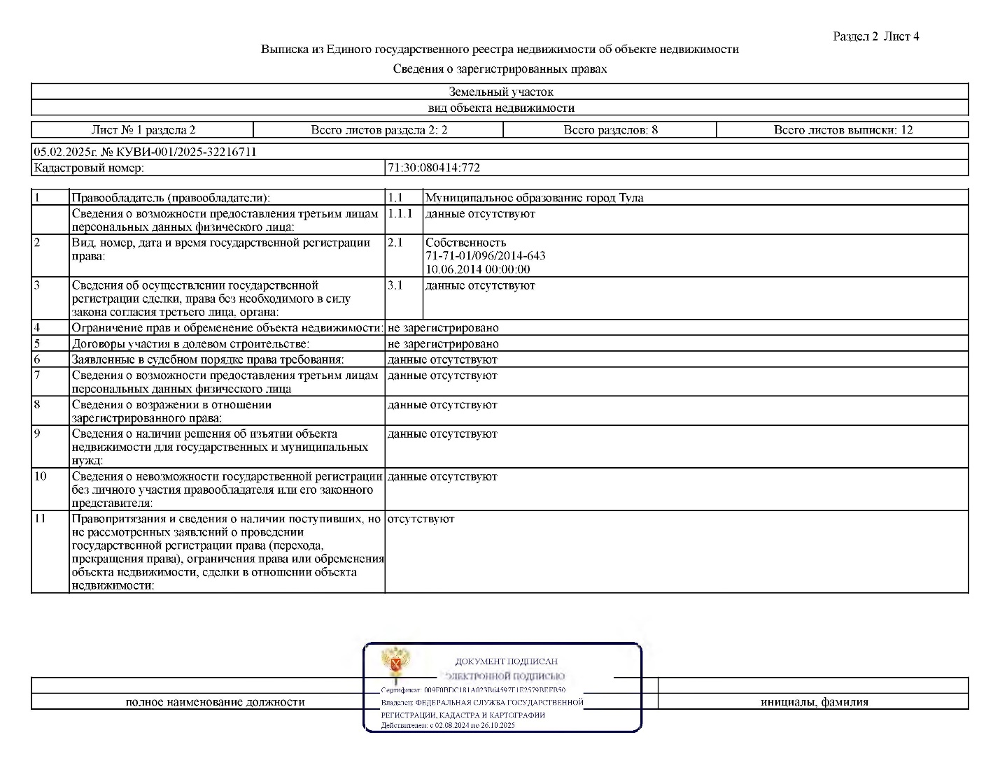 Раздел 2 Лист 4
Выписка из Единого государственного реестра недвижимости об объекте недвижимости
Сведения о зарегистрированных правах
Земельный участок
вид объекта недвижимости
Лист № 1 раздела 2 Всего листов раздела 2: 2 Всего разделов: 8 Всего листов выписки: 12
05.02.2025г. № КУВИ-001/2025-32216711
Кадастровый номер: 71:30:080414:772
1 Правообладатель (правообладатели): 1.1 Муниципальное образование город Тула
Сведения о возможности предоставления третьим лицам 1.1.1 данные отсутствуют
персональных данных физического лица:
2 Вид, номер, дата и время государственной регистрации 2.1 Собственность
права: 71-71-01/096/2014-643
10.06.2014 00:00:00
3 Сведения об осуществлении государственной 3.1 данные отсутствуют
регистрации сделки, права без необходимого в силу
закона согласия третьего лица, органа:
4 Ограничение прав и обременение объекта недвижимости: не зарегистрировано
5 Договоры участия в долевом строительстве: не зарегистрировано
6 Заявленные в судебном порядке права требования: данные отсутствуют
7 Сведения о возможности предоставления третьим лицам данные отсутствуют
персональных данных физического лица
8 Сведения о возражении в отношении данные отсутствуют
зарегистрированного права:
9 Сведения о наличии решения об изъятии объекта данные отсутствуют
недвижимости для государственных и муниципальных
нужд:
10 Сведения о невозможности государственной регистрации данные отсутствуют
без личного участия правообладателя или его законного
представителя:
11 Правопритязания и сведения о наличии поступивших, но отсутствуют
не рассмотренных заявлений о проведении
государственной регистрации права (перехода,
прекращения права), ограничения права или обременения
объекта недвижимости, сделки в отношении объекта
недвижимости:
ДОКУМЕНТ ПОДПИСАН
ЭЛЕКТРОННОЙ ПОДПИСЬЮ
Сертификат:
Владелец: ФЕДЕРАЛЬНАЯ СЛУЖБА ГОСУДАРСТВЕННОЙ
РЕГИСТРАЦИИ, КАДАСТРА И КАРТОГРАФИИ
Действителен: с 02.08.2024 по 26.10.2025
полное наименование должности инициалы, фамилия